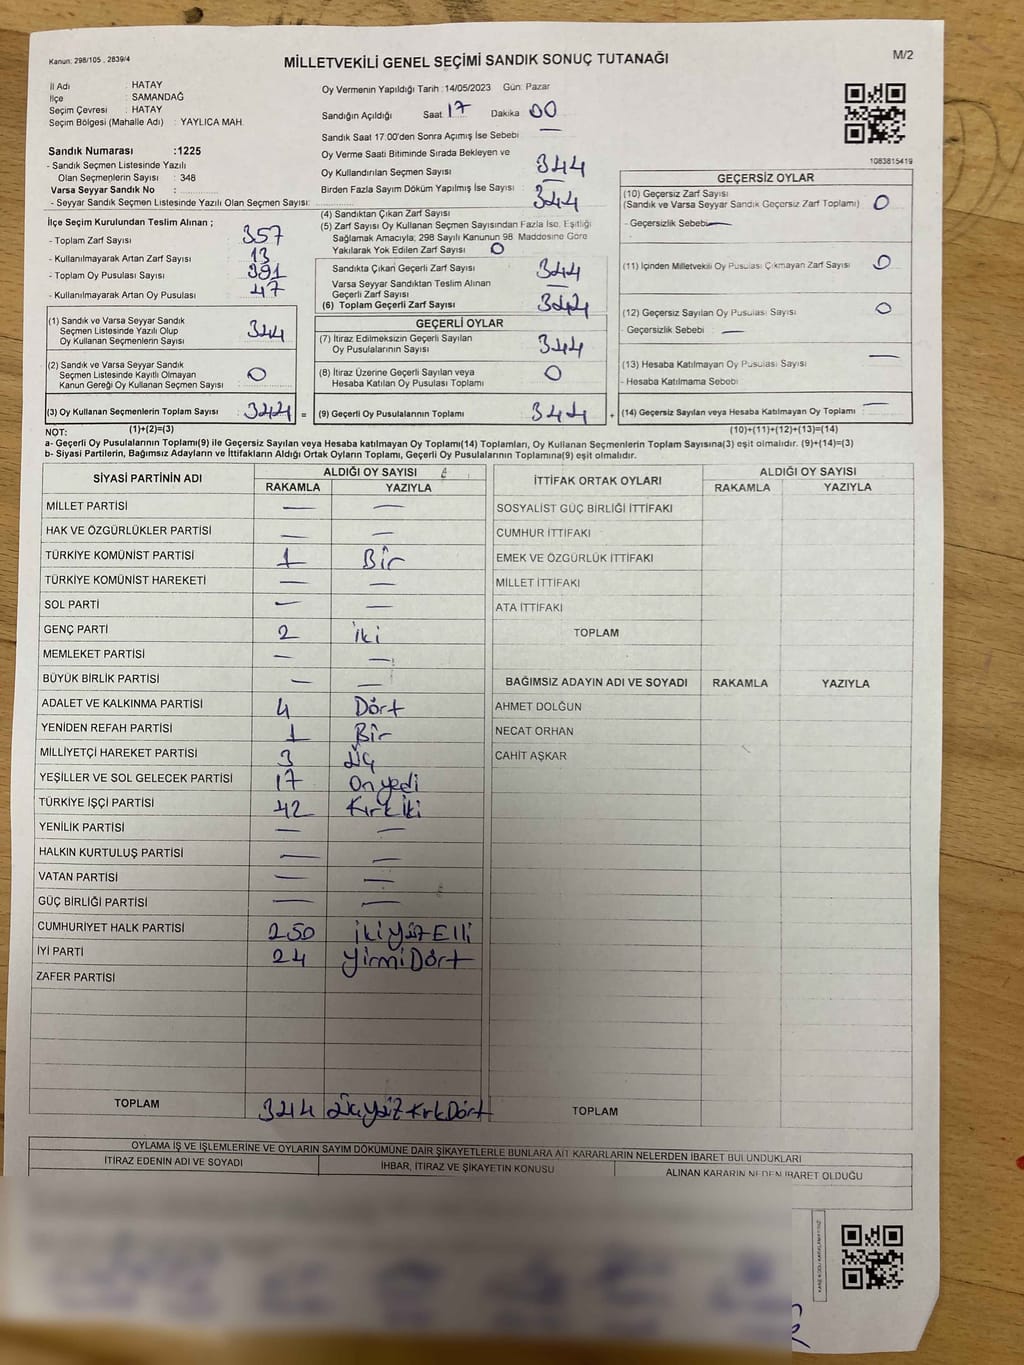 Kanun: 298/105 , 2839/4
MİLLETVEKİLİ GENEL SEÇİMİ SANDIK SONUÇ TUTANAĞI
M/2
İl Adı : HATAY
İlçe : SAMANDAĞ
Seçim Çevresi : HATAY
Seçim Bölgesi (Mahalle Adı) : YAYLICA MAH.
Sandık Numarası :1225
- Sandık Seçmen Listesinde Yazılı
Olan Seçmenlerin Sayısı : 348
Varsa Seyyar Sandık No :
- Seyyar Sandık Seçmen Listesinde Yazılı Olan Seçmen Sayısı:
İlçe Seçim Kurulundan Teslim Alınan ;
- Toplam Zarf Sayısı 357
- Kullanılmayarak Artan Zarf Sayısı 13
- Toplam Oy Pusulası Sayısı 391
- Kullanılmayarak Artan Oy Pusulası 47
(1) Sandık ve Varsa Seyyar Sandık
Seçmen Listesinde Yazılı Olup
Oy Kullanan Seçmenlerin Sayısı 344
(2) Sandık ve Varsa Seyyar Sandık
Seçmen Listesinde Kayıtlı Olmayan
Kanun Gereği Oy Kullanan Seçmen Sayısı 0
(3) Oy Kullanan Seçmenlerin Toplam Sayısı 344 =
Oy Vermenin Yapıldığı Tarih : 14/05/2023 Gün: Pazar
Sandığın Açıldığı Saat 17 Dakika 00
Sandık Saat 17:00'den Sonra Açımış İse Sebebi —
Oy Verme Saati Bitiminde Sırada Bekleyen ve
Oy Kullandırılan Seçmen Sayısı 344
Birden Fazla Sayım Döküm Yapılmış İse Sayısı : —
(4) Sandıktan Çıkan Zarf Sayısı 344
(5) Zarf Sayısı Oy Kullanan Seçmen Sayısından Fazla İse, Eşitliği
Sağlamak Amacıyla; 298 Sayılı Kanunun 98. Maddesine Göre
Yakılarak Yok Edilen Zarf Sayısı 0
Sandıkta Çıkan Geçerli Zarf Sayısı 344
Varsa Seyyar Sandıktan Teslim Alınan
Geçerli Zarf Sayısı —
(6) Toplam Geçerli Zarf Sayısı 344
GEÇERLİ OYLAR
(7) İtiraz Edilmeksizin Geçerli Sayılan
Oy Pusulalarının Sayısı 344
(8) İtiraz Üzerine Geçerli Sayılan veya
Hesaba Katılan Oy Pusulası Toplamı 0
(9) Geçerli Oy Pusulalarının Toplamı 344 +
1083815419
GEÇERSİZ OYLAR
(10) Geçersiz Zarf Sayısı
(Sandık ve Varsa Seyyar Sandık Geçersiz Zarf Toplamı) 0
- Geçersizlik Sebebi —
(11) İçinden Milletvekili Oy Pusulası Çıkmayan Zarf Sayısı 0
(12) Geçersiz Sayılan Oy Pusulası Sayısı 0
- Geçersizlik Sebebi —
(13) Hesaba Katılmayan Oy Pusulası Sayısı —
- Hesaba Katılmama Sebebi
(14) Geçersiz Sayılan veya Hesaba Katılmayan Oy Toplamı —
NOT: (1)+(2)=(3) (10)+(11)+(12)+(13)=(14)
a- Geçerli Oy Pusulalarının Toplamı(9) ile Geçersiz Sayılan veya Hesaba katılmayan Oy Toplamı(14) Toplamları, Oy Kullanan Seçmenlerin Toplam Sayısına(3) eşit olmalıdır. (9)+(14)=(3)
b- Siyasi Partilerin, Bağımsız Adayların ve İttifakların Aldığı Ortak Oyların Toplamı, Geçerli Oy Pusulalarının Toplamına(9) eşit olmalıdır.
SİYASİ PARTİNİN ADI ALDIĞI OY SAYISI
RAKAMLA YAZIYLA
MİLLET PARTİSİ — —
HAK VE ÖZGÜRLÜKLER PARTİSİ — —
TÜRKİYE KOMÜNİST PARTİSİ 1 Bir
TÜRKİYE KOMÜNİST HAREKETİ — —
SOL PARTİ — —
GENÇ PARTİ 2 iki
MEMLEKET PARTİSİ — —
BÜYÜK BİRLİK PARTİSİ — —
ADALET VE KALKINMA PARTİSİ 4 Dört
YENİDEN REFAH PARTİSİ 1 Bir
MİLLİYETÇİ HAREKET PARTİSİ 3 Üç
YEŞİLLER VE SOL GELECEK PARTİSİ 17 Onyedi
TÜRKİYE İŞÇİ PARTİSİ 42 Kırkİki
YENİLİK PARTİSİ — —
HALKIN KURTULUŞ PARTİSİ — —
VATAN PARTİSİ — —
GÜÇ BİRLİĞİ PARTİSİ — —
CUMHURİYET HALK PARTİSİ 250 İkiYüzElli
İYİ PARTİ 24 YirmiDört
ZAFER PARTİSİ
TOPLAM 344 ÜçYüzKırkDört
İTTİFAK ORTAK OYLARI ALDIĞI OY SAYISI
RAKAMLA YAZIYLA
SOSYALİST GÜÇ BİRLİĞİ İTTİFAKI
CUMHUR İTTİFAKI
EMEK VE ÖZGÜRLÜK İTTİFAKI
MİLLET İTTİFAKI
ATA İTTİFAKI
TOPLAM
BAĞIMSIZ ADAYIN ADI VE SOYADI RAKAMLA YAZIYLA
AHMET DOLĞUN
NECAT ORHAN
CAHİT AŞKAR
TOPLAM
OYLAMA İŞ VE İŞLEMLERİNE VE OYLARIN SAYIM DÖKÜMÜNE DAİR ŞİKAYETLERLE BUNLARA AİT KARARLARIN NELERDEN İBARET BULUNDUKLARI
İTİRAZ EDENİN ADI VE SOYADI İHBAR, İTİRAZ VE ŞİKAYETİN KONUSU ALINAN KARARIN NEDEN İBARET OLDUĞU